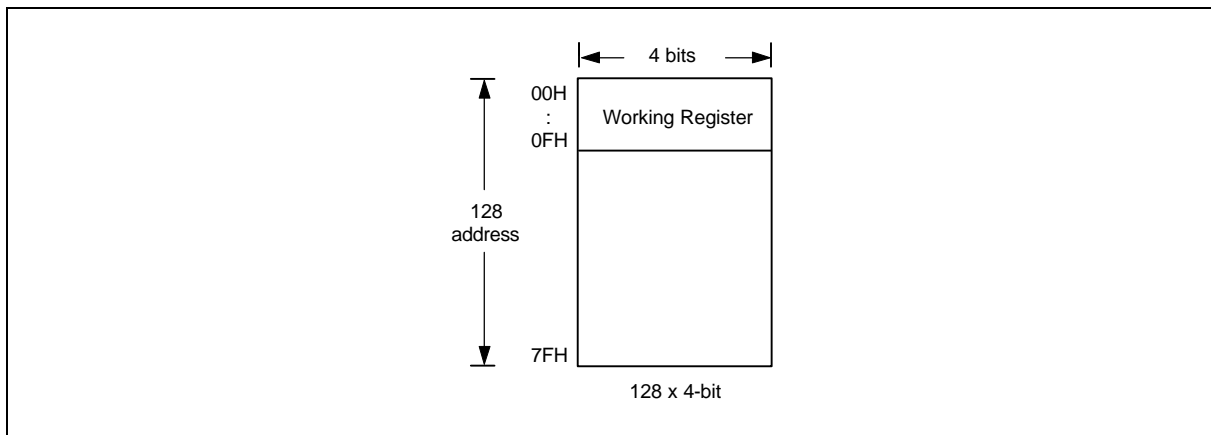 4 bits
00H
:
0FH
Working Register
128
address
7FH
128 x 4-bit